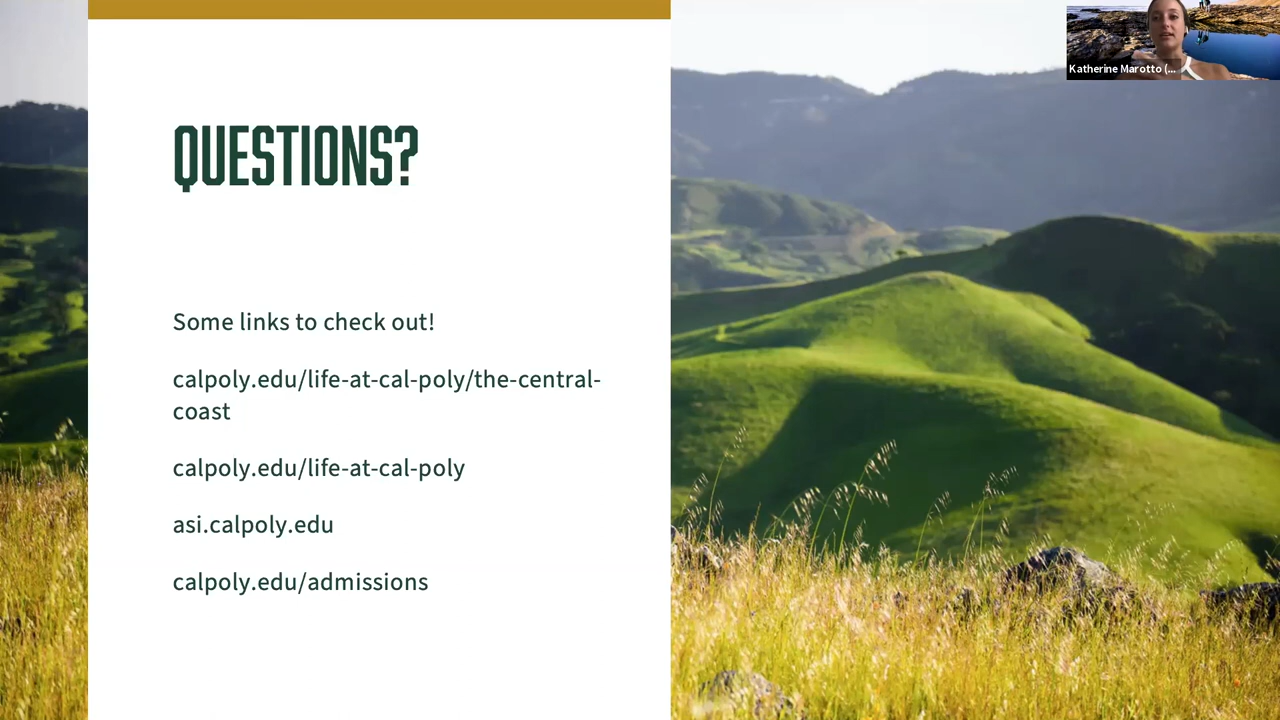 Katherine Marotto (...
QUESTIONS?
Some links to check out!
calpoly.edu/life-at-cal-poly/the-central-
coast
calpoly.edu/life-at-cal-poly
asi.calpoly.edu
calpoly.edu/admissions